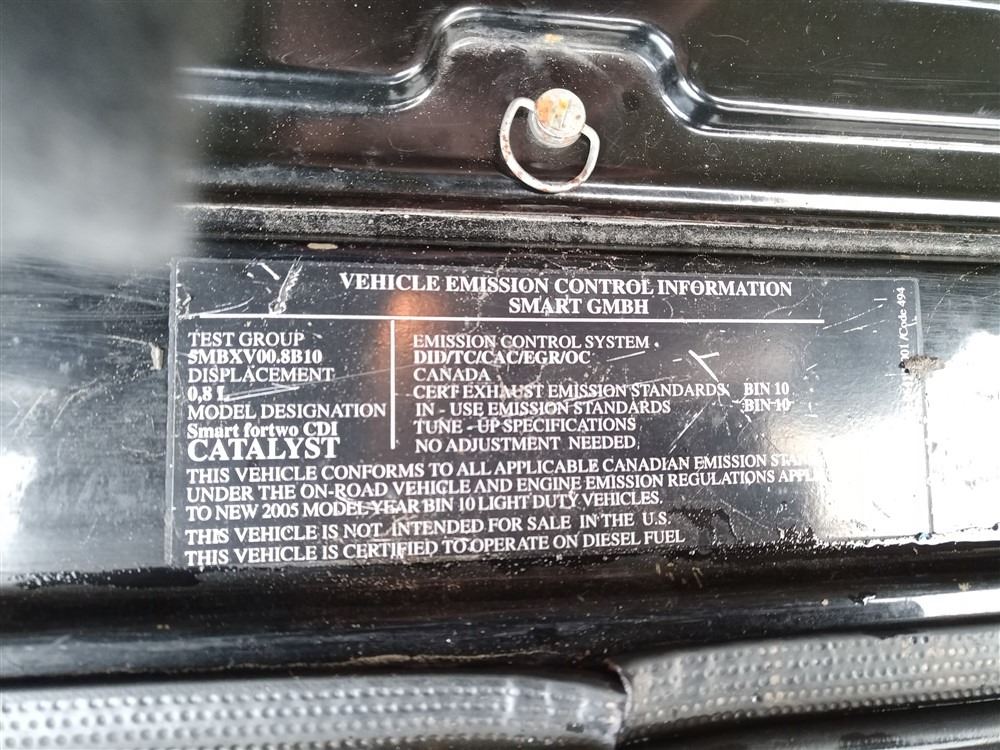 VEHICLE EMISSION CONTROL INFORMATION
SMART GMBH
TEST GROUP
5MBXV00.8B10
DISPLACEMENT
0,8 L
MODEL DESIGNATION
Smart fortwo CDI
CATALYST
EMISSION CONTROL SYSTEM
DID/TC/CAC/EGR/OC
CANADA
CERT EXHAUST EMISSION STANDARDS BIN 10
IN - USE EMISSION STANDARDS BIN 10
TUNE - UP SPECIFICATIONS
NO ADJUSTMENT NEEDED.
THIS VEHICLE CONFORMS TO ALL APPLICABLE CANADIAN EMISSION
UNDER THE ON-ROAD VEHICLE AND ENGINE EMISSION REGULATIONS
TO NEW 2005 MODEL YEAR BIN 10 LIGHT DUTY VEHICLES.
THIS VEHICLE IS NOT INTENDED FOR SALE IN THE U.S.
THIS VEHICLE IS CERTIFIED TO OPERATE ON DIESEL FUEL
/Code 494